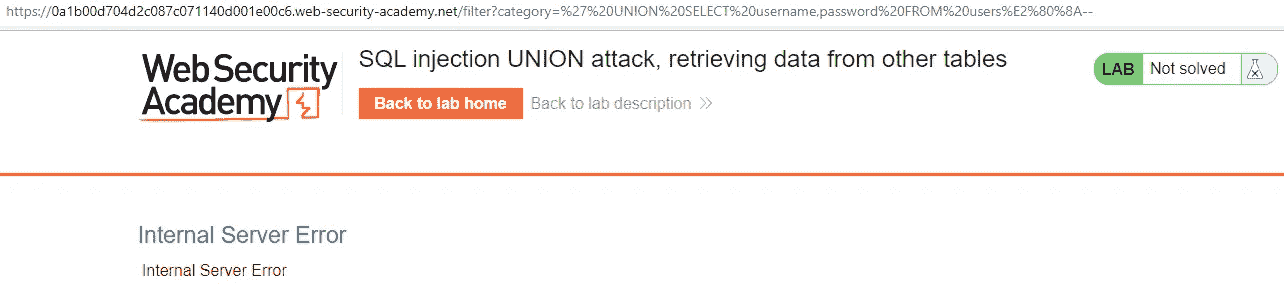 https://0a1b00d704d2c087c071140d001e00c6.web-security-academy.net/filter?category=%27%20UNION%20SELECT%20username,password%20FROM%20users%E2%80%8A--
WebSecurity
Academy
SQL injection UNION attack, retrieving data from other tables
LAB Not solved
Back to lab home Back to lab description >>
Internal Server Error
Internal Server Error